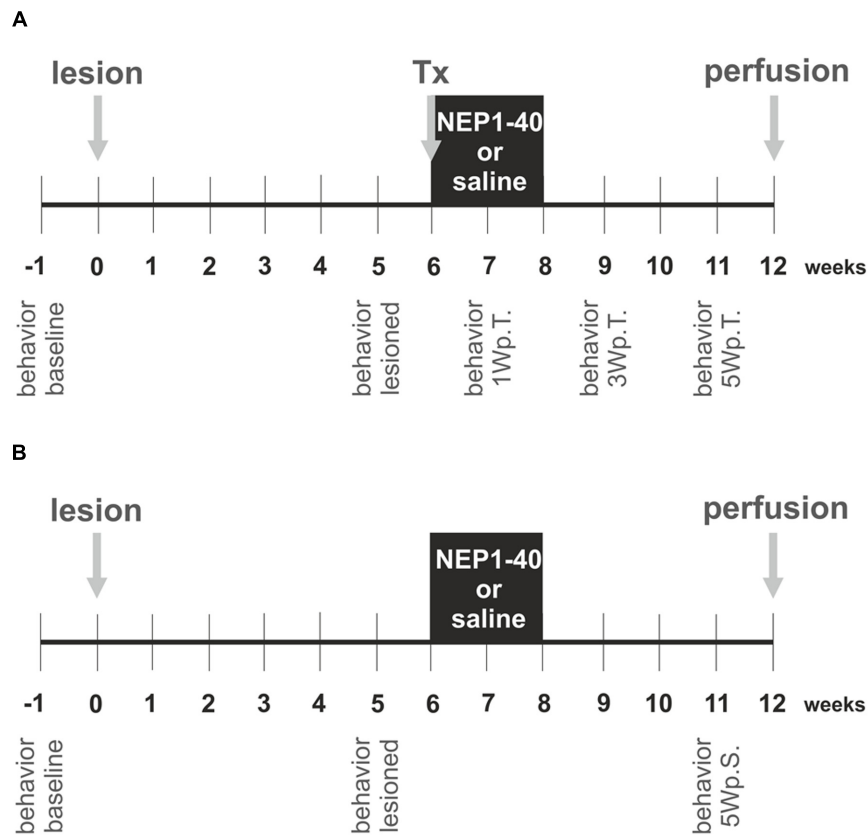 A
lesion
Tx
perfusion
NEP1-40
or
saline
-1 0 1 2 3 4 5 6 7 8 9 10 11 12 weeks
behavior
baseline
behavior
lesioned
behavior
1Wp.T.
behavior
3Wp.T.
behavior
5Wp.T.
B
lesion
perfusion
NEP1-40
or
saline
-1 0 1 2 3 4 5 6 7 8 9 10 11 12 weeks
behavior
baseline
behavior
lesioned
behavior
5Wp.S.